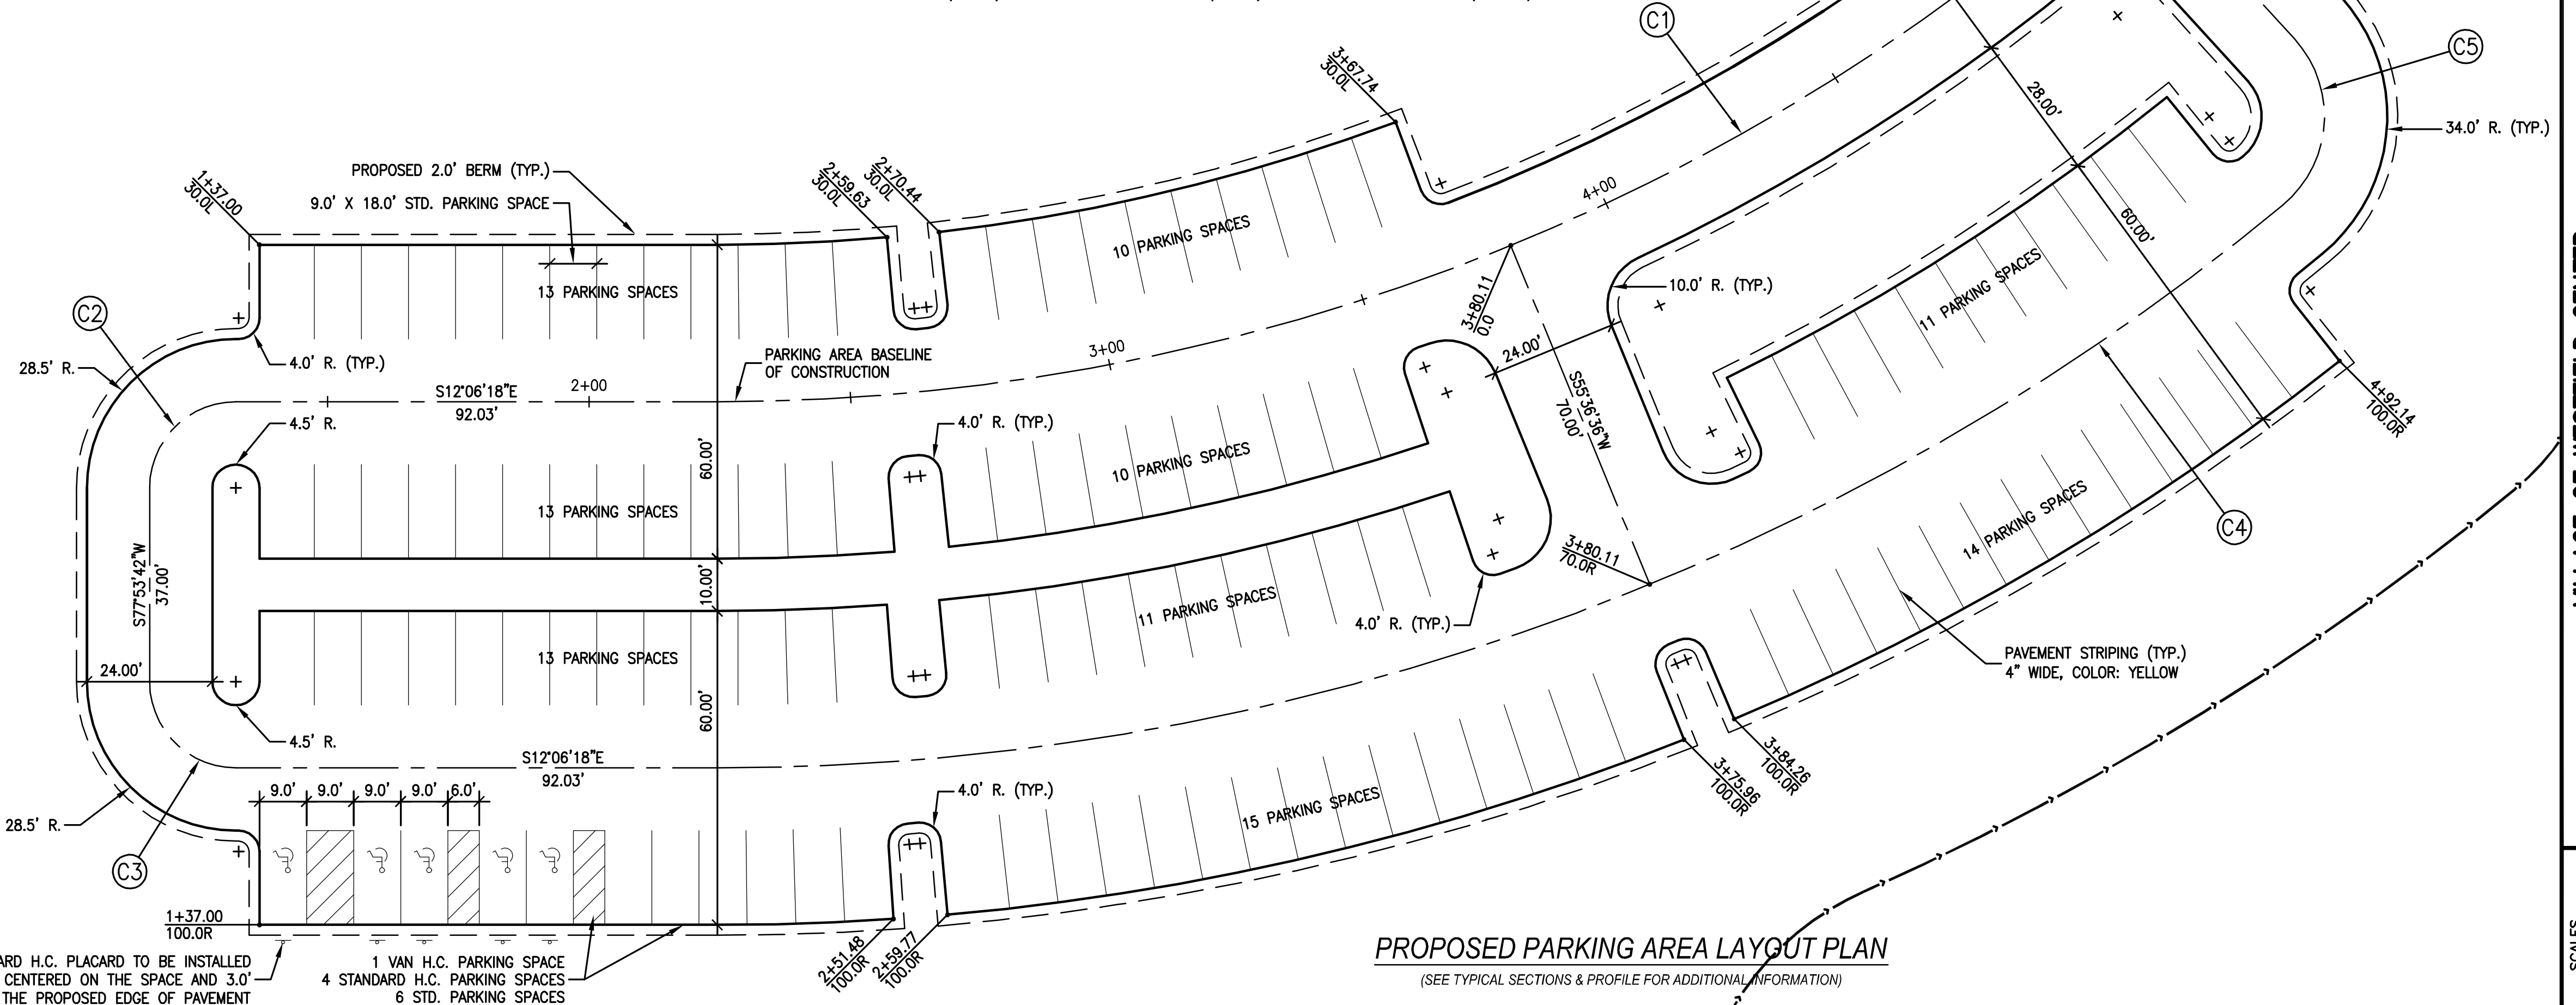 C1
C5
3+67.74
30.0L
28.00'
34.0' R. (TYP.)
PROPOSED 2.0' BERM (TYP.)
9.0' X 18.0' STD. PARKING SPACE
1+37.00
30.0L
2+59.63
30.0L
2+70.44
30.0L
4+00
10 PARKING SPACES
60.00'
13 PARKING SPACES
C2
3+80.11
0.0
10.0' R. (TYP.)
11 PARKING SPACES
28.5' R.
4.0' R. (TYP.)
PARKING AREA BASELINE
OF CONSTRUCTION
3+00
24.00'
S12°06'18"E
92.03'
2+00
S55°36'36"W
70.00'
4+92.14
100.0R
4.5' R.
4.0' R. (TYP.)
60.00'
10 PARKING SPACES
13 PARKING SPACES
14 PARKING SPACES
C4
S77°53'42"W
37.00'
10.00'
3+80.11
70.0R
11 PARKING SPACES
4.0' R. (TYP.)
13 PARKING SPACES
PAVEMENT STRIPING (TYP.)
4" WIDE, COLOR: YELLOW
24.00'
60.00'
4.5' R.
S12°06'18"E
92.03'
3+84.26
100.0R
3+75.96
100.0R
9.0' 9.0' 9.0' 9.0' 6.0'
4.0' R. (TYP.)
15 PARKING SPACES
28.5' R.
C3
1+37.00
100.0R
2+51.48
100.0R
2+59.77
100.0R
H.C. PLACARD TO BE INSTALLED
CENTERED ON THE SPACE AND 3.0'
THE PROPOSED EDGE OF PAVEMENT
1 VAN H.C. PARKING SPACE
4 STANDARD H.C. PARKING SPACES
6 STD. PARKING SPACES
PROPOSED PARKING AREA LAYOUT PLAN
(SEE TYPICAL SECTIONS & PROFILE FOR ADDITIONAL INFORMATION)